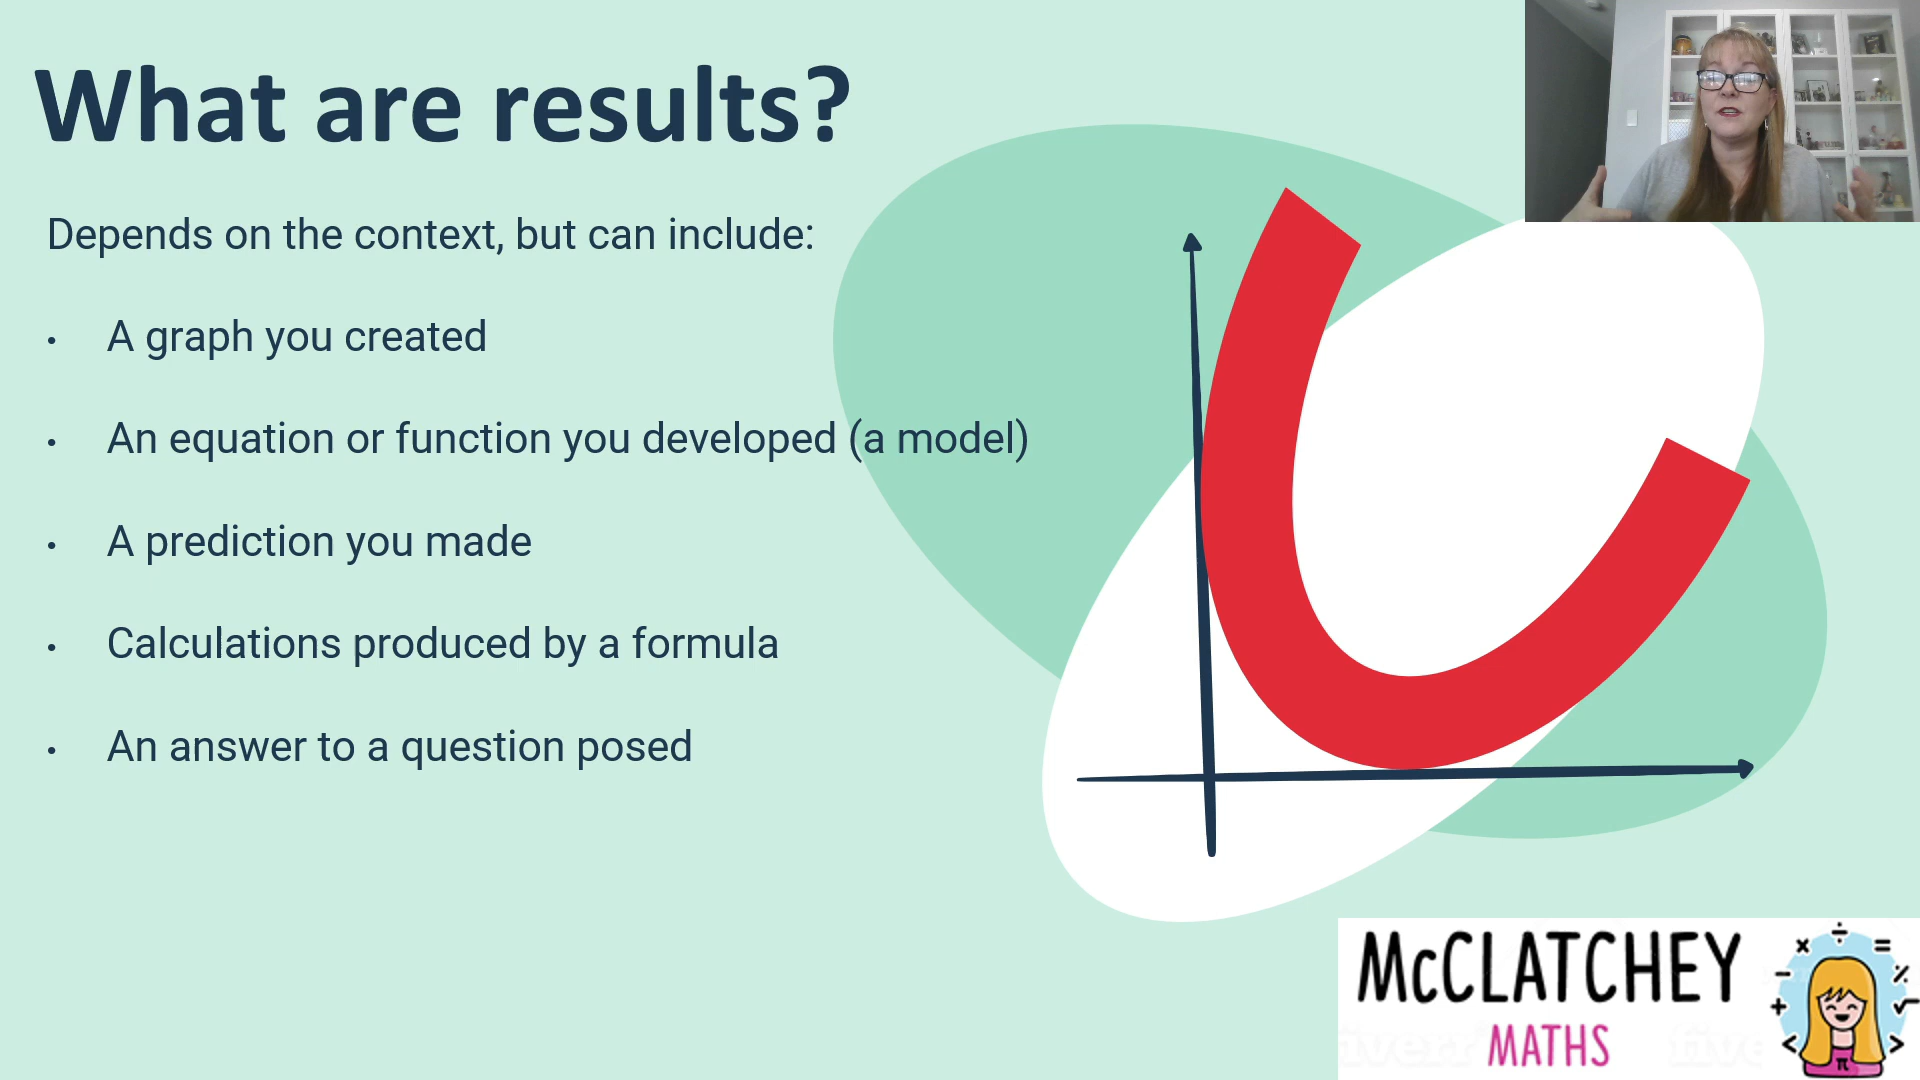 What are results?
Depends on the context, but can include:
• A graph you created
• An equation or function you developed (a model)
• A prediction you made
• Calculations produced by a formula
• An answer to a question posed
McCLATCHEY
MATHS
× ÷ =
- %
+ √
< >
π